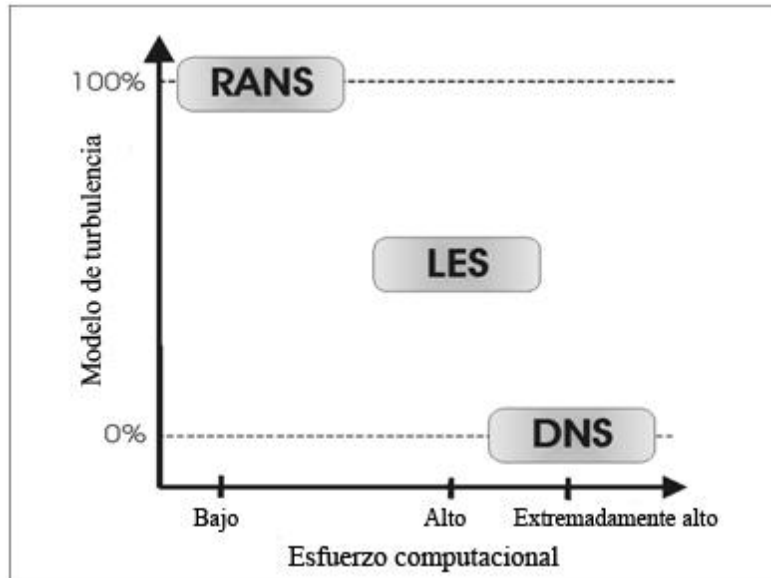 RANS
100%
Modelo de turbulencia
LES
0%
DNS
Bajo
Alto
Extremadamente alto
Esfuerzo computacional